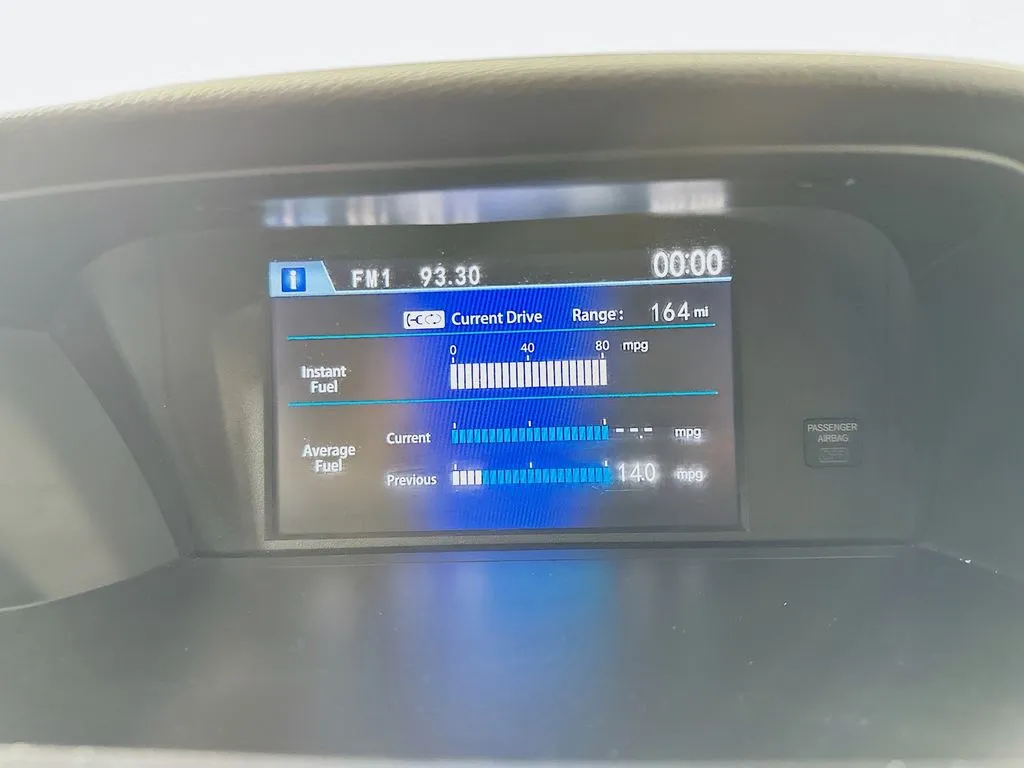 i FM1 93.30 00:00
Current Drive Range: 164 mi
0 40 80 mpg
Instant
Fuel
Average
Fuel
Current --.- mpg
Previous 14.0 mpg
PASSENGER
AIRBAG